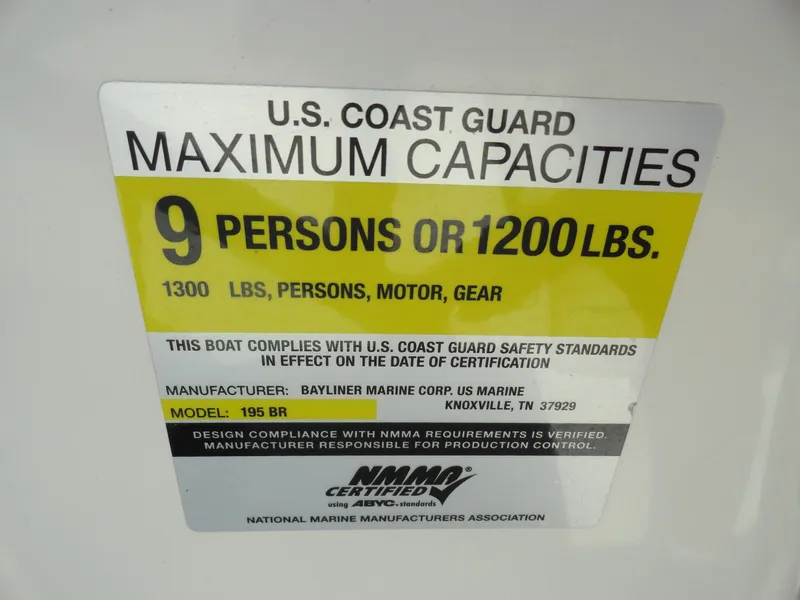 U.S. COAST GUARD
MAXIMUM CAPACITIES
9 PERSONS OR 1200 LBS.
1300 LBS, PERSONS, MOTOR, GEAR
THIS BOAT COMPLIES WITH U.S. COAST GUARD SAFETY STANDARDS
IN EFFECT ON THE DATE OF CERTIFICATION
MANUFACTURER: BAYLINER MARINE CORP. US MARINE
KNOXVILLE, TN 37929
MODEL: 195 BR
DESIGN COMPLIANCE WITH NMMA REQUIREMENTS IS VERIFIED.
MANUFACTURER RESPONSIBLE FOR PRODUCTION CONTROL.
NMMA®
CERTIFIED
using ABYC standards
NATIONAL MARINE MANUFACTURERS ASSOCIATION